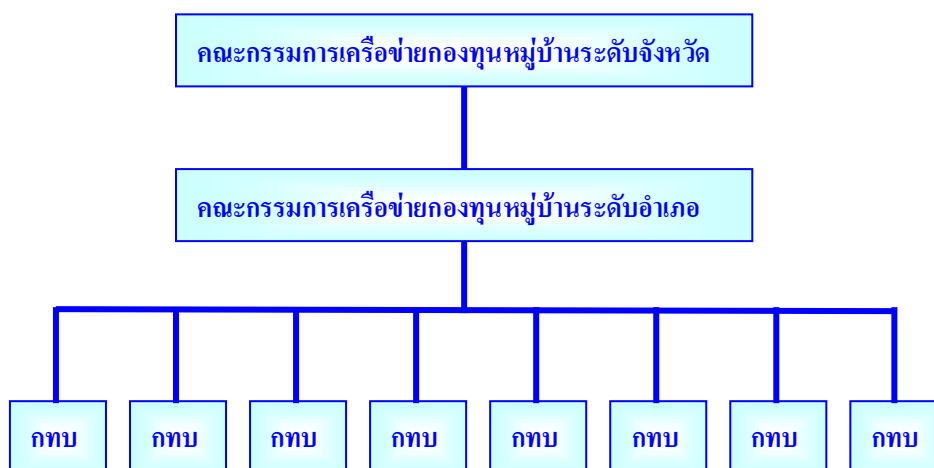 คณะกรรมการเครือข่ายกองทุนหมู่บ้านระดับจังหวัด
คณะกรรมการเครือข่ายกองทุนหมู่บ้านระดับอำเภอ
กทบ กทบ กทบ กทบ กทบ กทบ กทบ กทบ